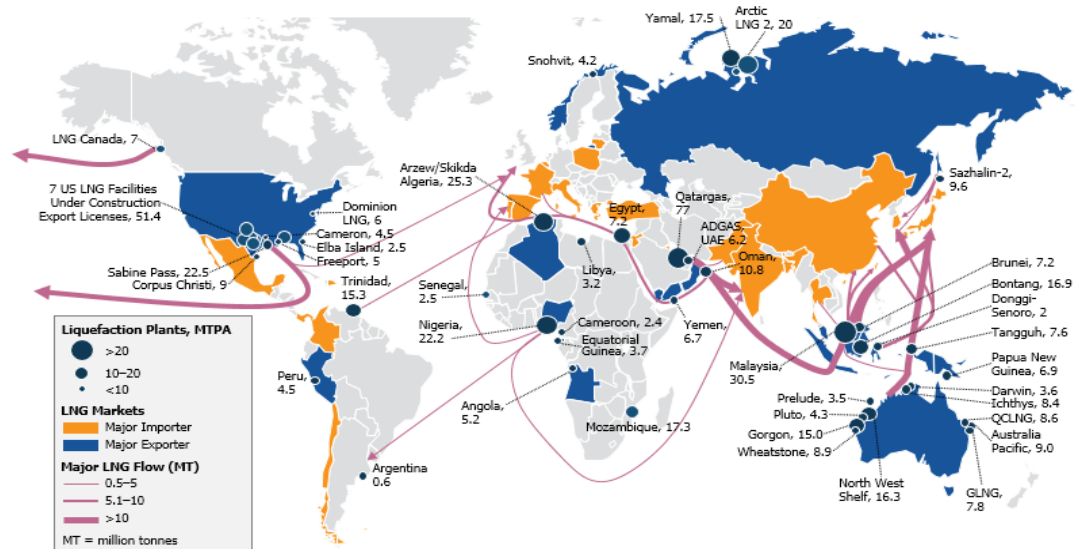 Yamal, 17.5
Arctic
LNG 2, 20
Snohvit, 4.2
LNG Canada, 7
7 US LNG Facilities
Under Construction
Export Licenses, 51.4
Dominion
LNG, 6
Cameron, 4.5
Elba Island, 2.5
Freeport, 5
Sabine Pass, 22.5
Corpus Christi, 9
Trinidad,
15.3
Arzew/Skikda
Algeria, 25.3
Egypt,
7.2
Qatargas,
77
ADGAS,
UAE 6.2
Oman,
10.8
Sazhalin-2,
9.6
Libya,
3.2
Senegal,
2.5
Nigeria,
22.2
Cameroon, 2.4
Equatorial
Guinea, 3.7
Yemen,
6.7
Angola,
5.2
Mozambique, 17.3
Peru,
4.5
Argentina
0.6
Brunei, 7.2
Bontang, 16.9
Donggi-
Senoro, 2
Tangguh, 7.6
Malaysia,
30.5
Papua New
Guinea, 6.9
Prelude, 3.5
Pluto, 4.3
Gorgon, 15.0
Wheatstone, 8.9
North West
Shelf, 16.3
Darwin, 3.6
Ichthys, 8.4
QCLNG, 8.6
Australia
Pacific, 9.0
GLNG,
7.8
Liquefaction Plants, MTPA
>20
10–20
<10
LNG Markets
Major Importer
Major Exporter
Major LNG Flow (MT)
0.5–5
5.1–10
>10
MT = million tonnes